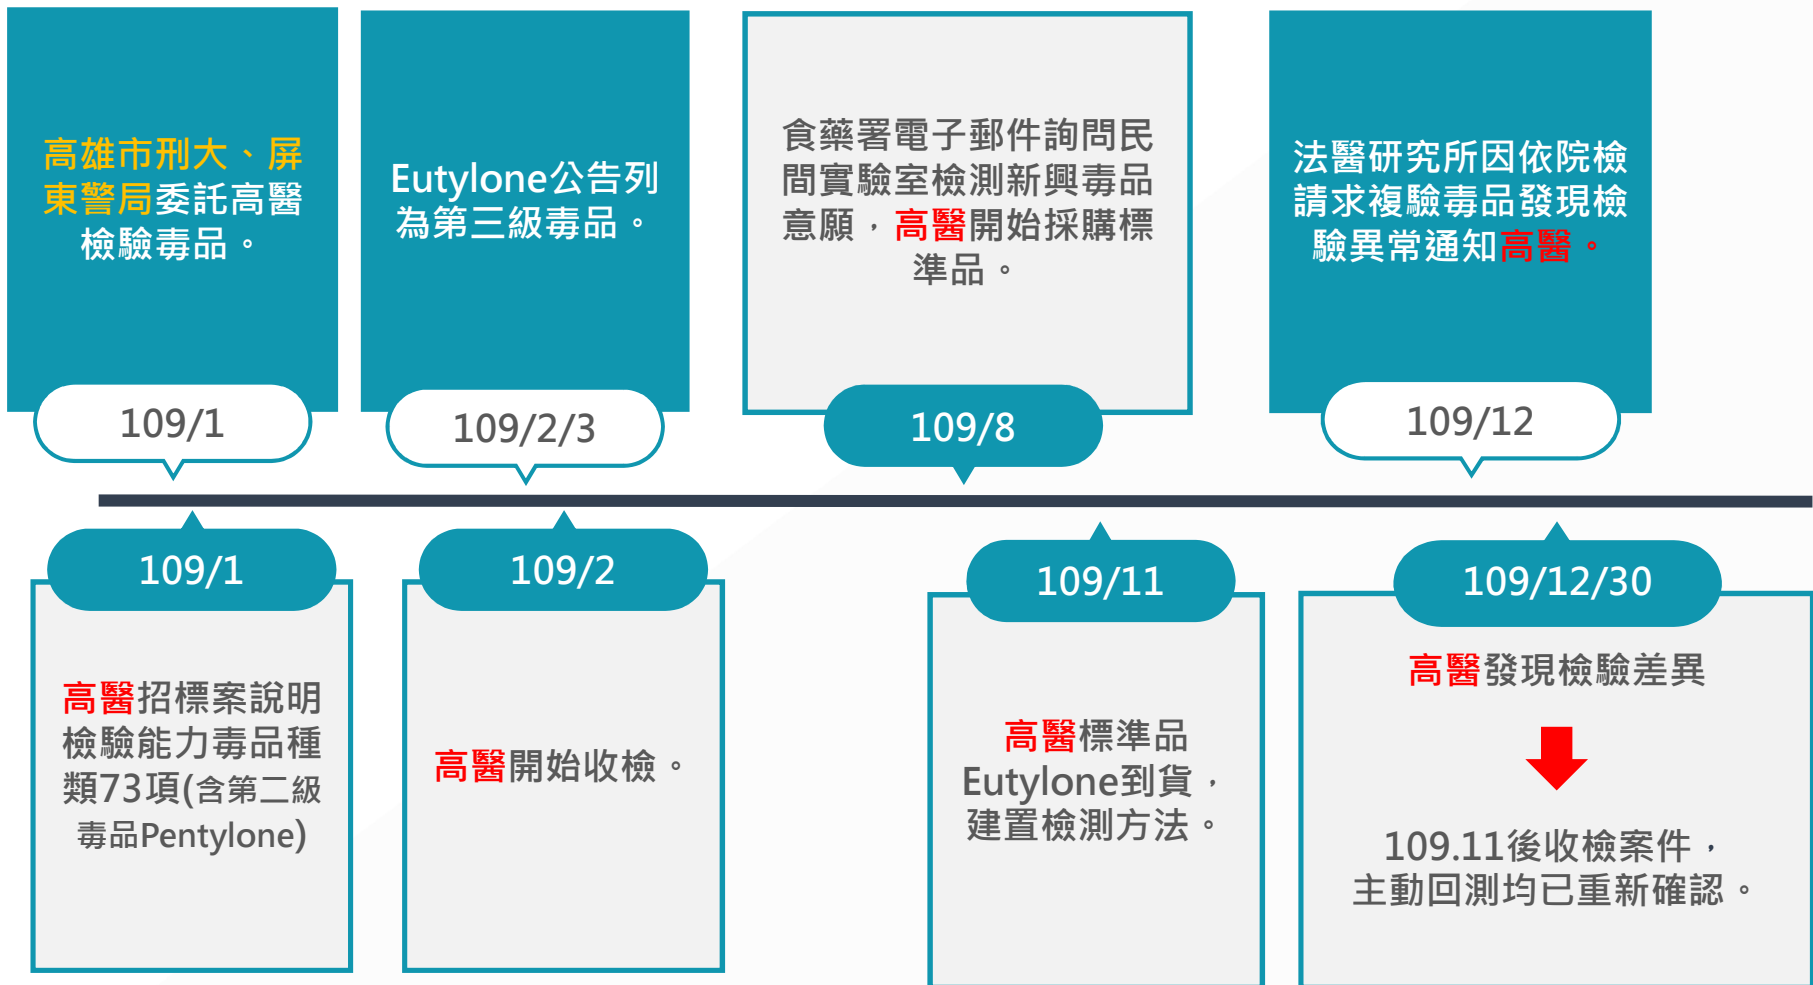 高雄市刑大、屏
東警局委託高醫
檢驗毒品。
109/1
Eutylone公告列
為第三級毒品。
109/2/3
食藥署電子郵件詢問民
間實驗室檢測新興毒品
意願，高醫開始採購標
準品。
109/8
法醫研究所因依院檢
請求複驗毒品發現檢
驗異常通知高醫。
109/12
109/1
高醫招標案說明
檢驗能力毒品種
類73項(含第二級
毒品Pentylone)
109/2
高醫開始收檢。
109/11
高醫標準品
Eutylone到貨，
建置檢測方法。
109/12/30
高醫發現檢驗差異
109.11後收檢案件，
主動回測均已重新確認。